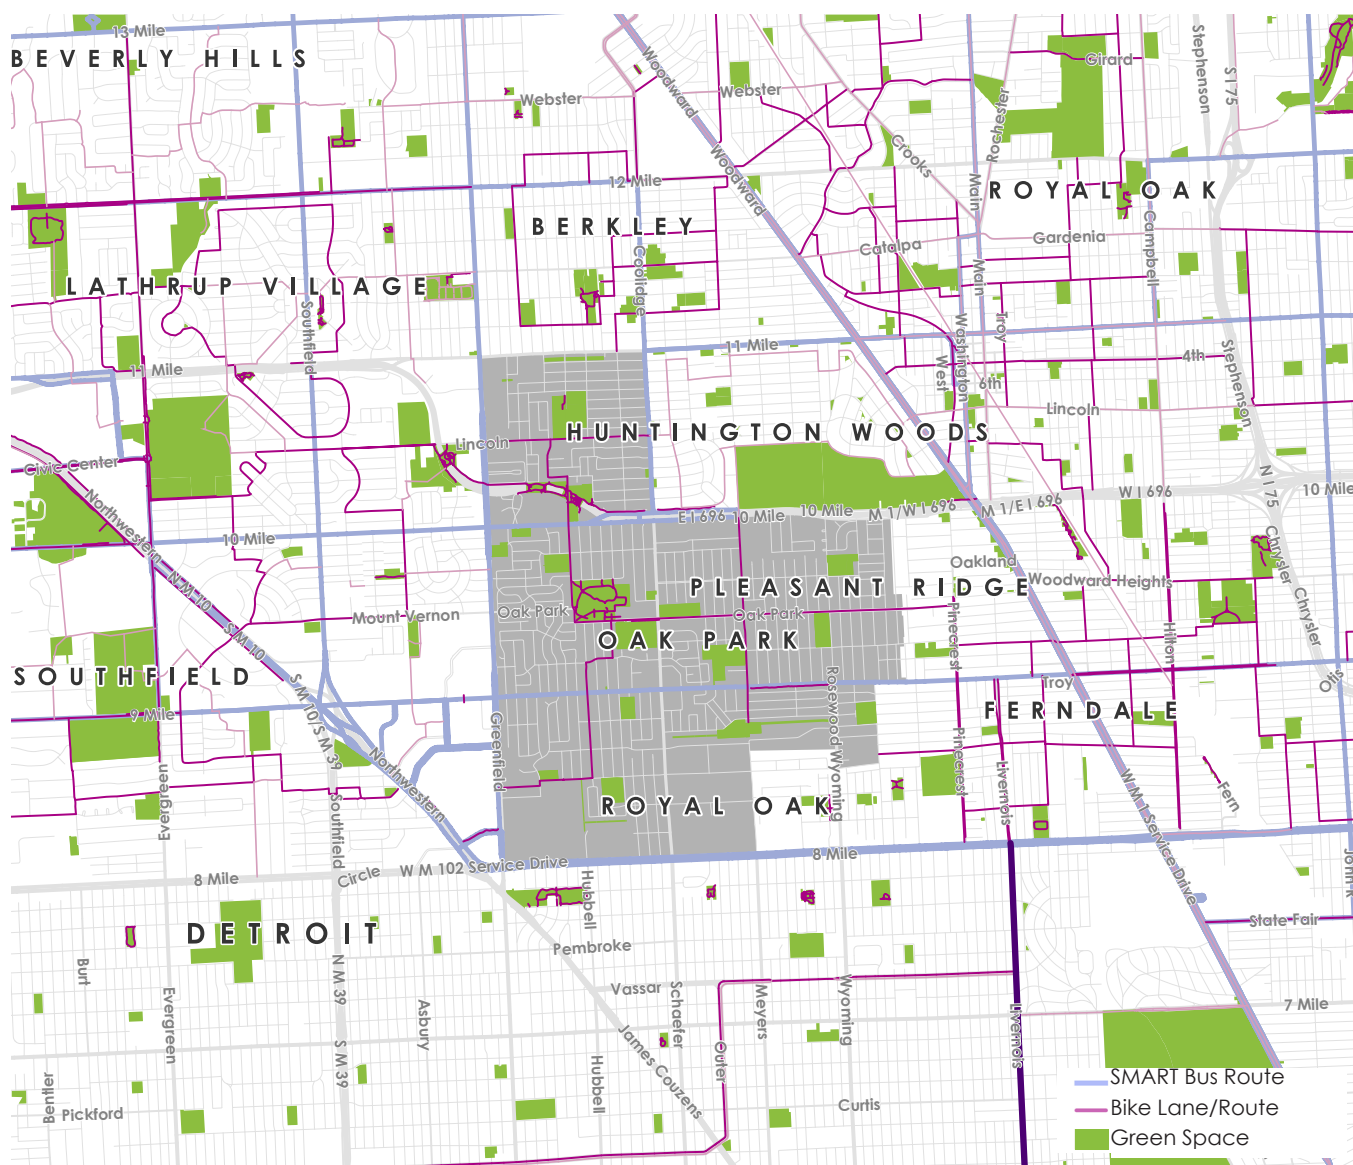 13 Mile
BEVERLY HILLS
Woodward
Webster
Webster
Girard
Stephenson
S I 75
Rochester
Crooks
Woodward
12 Mile
Main
ROYAL OAK
BERKLEY
Campbell
Gardenia
Catalpa
Coolidge
Main
LATHRUP VILLAGE
Southfield
Washington
Troy
11 Mile
11 Mile
4th
West
6th
Stephenson
Lincoln
Lincoln
HUNTINGTON WOODS
Civic Center
Northwestern
W I 696
N I 75
10 Mile
E I 696
10 Mile
10 Mile
M 1/W I 696
M 1/E I 696
10 Mile
Chrysler
Oakland
N M 10
PLEASANT RIDGE
Woodward Heights
Chrysler
Mount Vernon
Oak Park
Oak Park
Pinecrest
S M 10
OAK PARK
Hilton
SOUTHFIELD
S M 10/S M 39
Rosewood
Troy
Otis
9 Mile
FERNDALE
Greenfield
Northwestern
Wyoming
Pinecrest
Livernois
W M 1 Service Drive
Fern
Evergreen
Southfield
ROYAL OAK
8 Mile
W M 102 Service Drive
8 Mile
Circle
John R
Hubbell
State Fair
DETROIT
Pembroke
Burt
N M 39
Vassar
Schaefer
Meyers
Wyoming
7 Mile
Evergreen
Asbury
Livernois
James Couzens
Outer
S M 39
Hubbell
Bentler
Pickford
Curtis
SMART Bus Route
Bike Lane/Route
Green Space